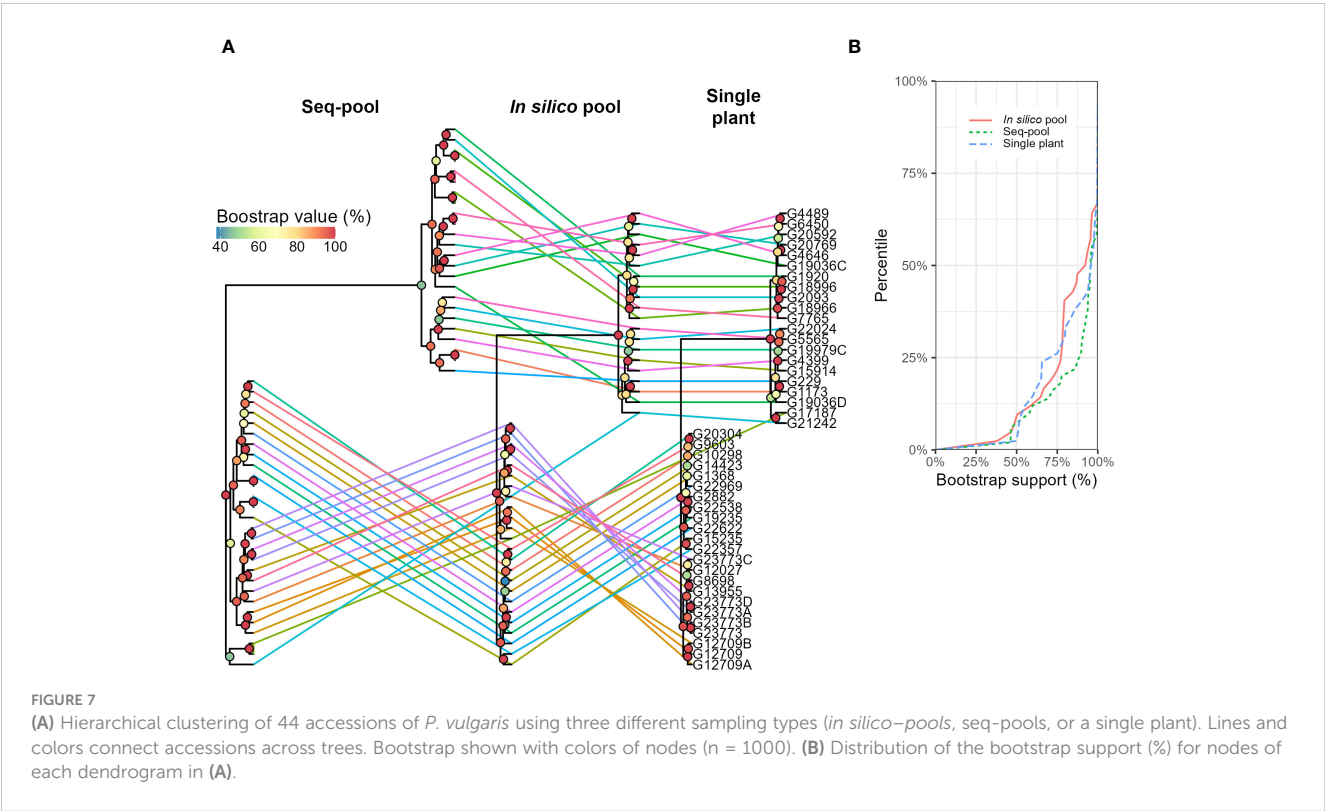 A
B
Seq-pool
In silico pool
Single
plant
Boostrap value (%)
40 60 80 100
G4489
G6450
G20592
G20769
G4646
G19036C
G1920
G18996
G2093
G18966
G7765
G22024
G5565
G19979C
G4399
G15914
G229
G1173
G19036D
G17187
G21242
G20304
G9603
G10298
G14423
G1368
G22969
G2882
G22538
G19235
G22622
G15235
G22357
G23773C
G12027
G8698
G13955
G23773D
G23773A
G23773B
G23773
G12709B
G12709
G12709A
Percentile
100%
75%
50%
25%
0%
In silico pool
Seq-pool
Single plant
0% 25% 50% 75% 100%
Bootstrap support (%)
FIGURE 7
(A) Hierarchical clustering of 44 accessions of P. vulgaris using three different sampling types (in silico–pools, seq-pools, or a single plant). Lines and
colors connect accessions across trees. Bootstrap shown with colors of nodes (n = 1000). (B) Distribution of the bootstrap support (%) for nodes of
each dendrogram in (A).